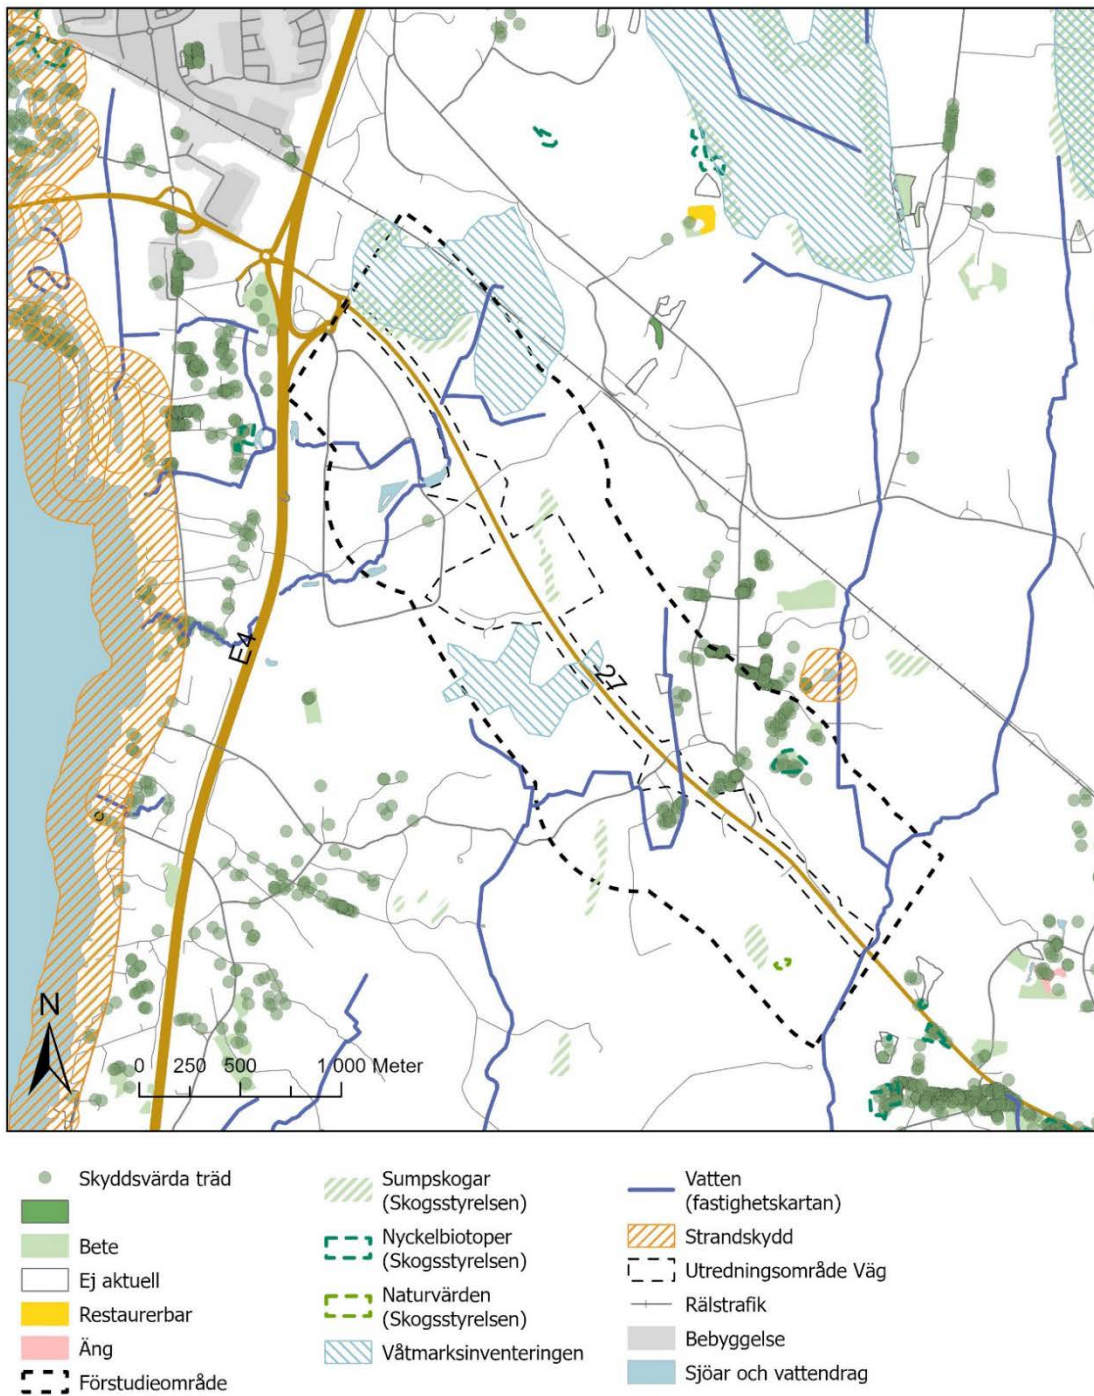 E4
27
N
0 250 500 1 000 Meter
Skyddsvärda träd
Bete
Ej aktuell
Restaurerbar
Äng
Förstudieområde
Sumpskogar
(Skogsstyrelsen)
Nyckelbiotoper
(Skogsstyrelsen)
Naturvärden
(Skogsstyrelsen)
Våtmarksinventeringen
Vatten
(fastighetskartan)
Strandskydd
Utredningsområde Väg
Rälstrafik
Bebyggelse
Sjöar och vattendrag